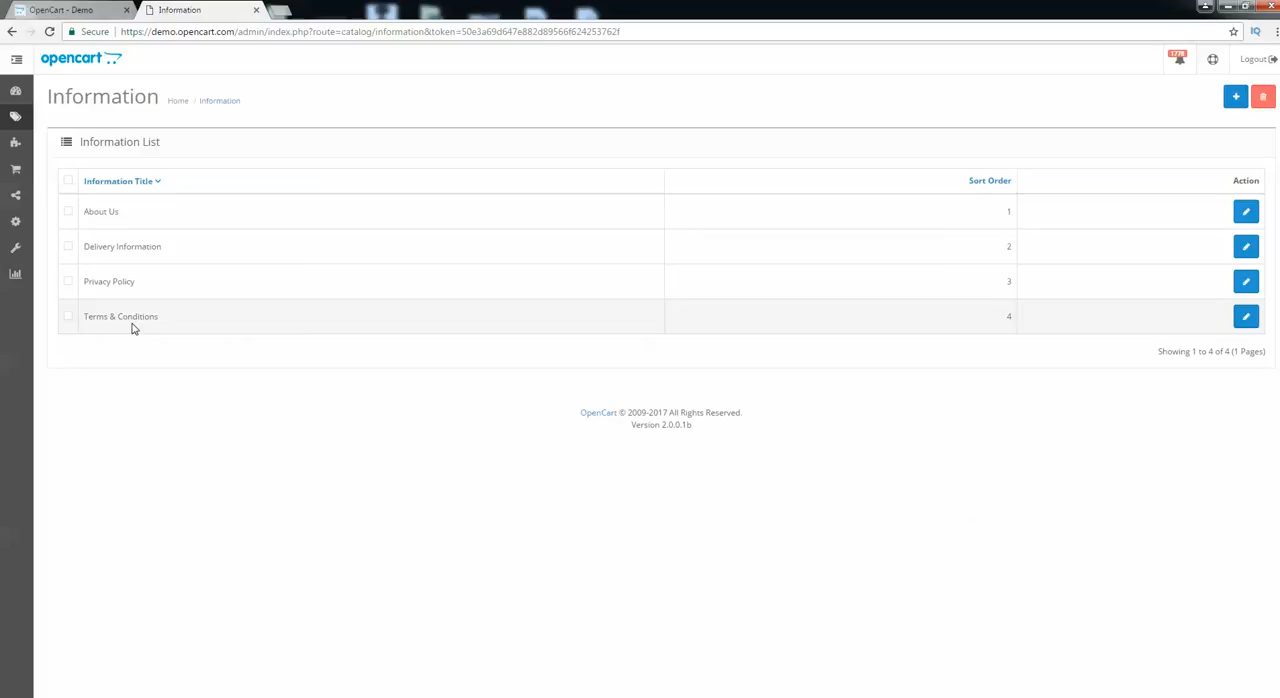 OpenCart - Demo
Information
Secure
https://demo.opencart.com/admin/index.php?route=catalog/information&token=50e3a69d647e882d89566f624253762f
IQ
opencart
Logout
Information
Home / Information
Information List
Information Title
Sort Order
Action
About Us
1
Delivery Information
2
Privacy Policy
3
Terms & Conditions
4
Showing 1 to 4 of 4 (1 Pages)
OpenCart © 2009-2017 All Rights Reserved.
Version 2.0.0.1b